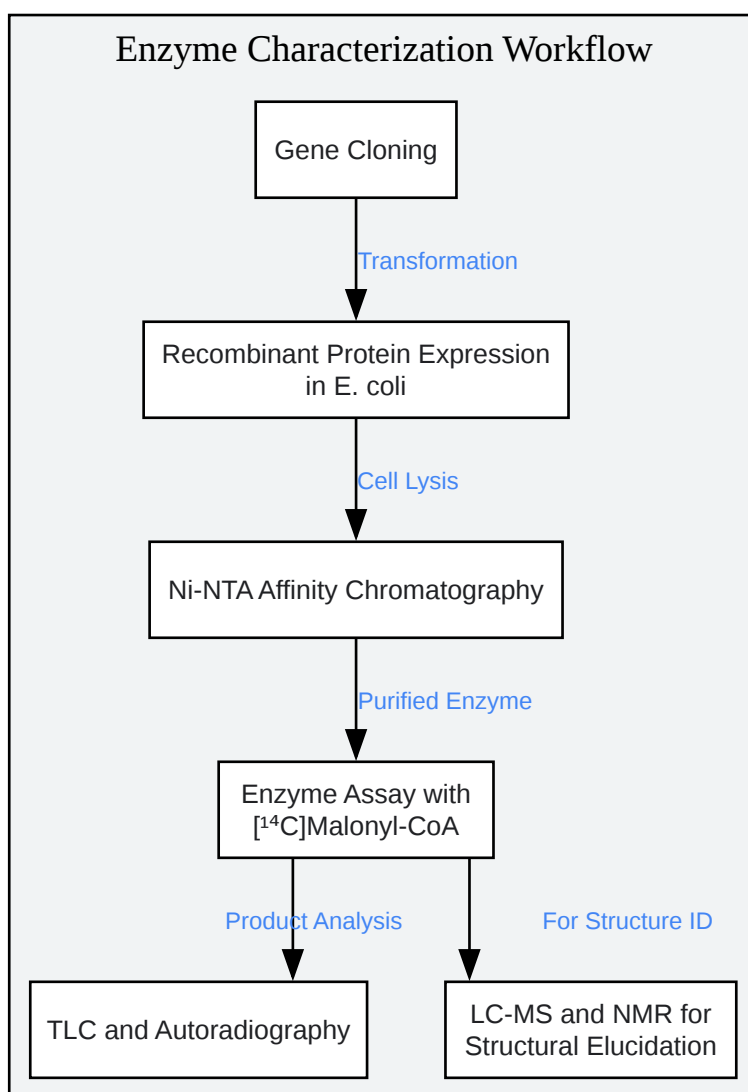 Enzyme Characterization Workflow
Gene Cloning
Transformation
Recombinant Protein Expression
in E. coli
Cell Lysis
Ni-NTA Affinity Chromatography
Purified Enzyme
Enzyme Assay with
[¹⁴C]Malonyl-CoA
Product Analysis
For Structure ID
TLC and Autoradiography
LC-MS and NMR for
Structural Elucidation